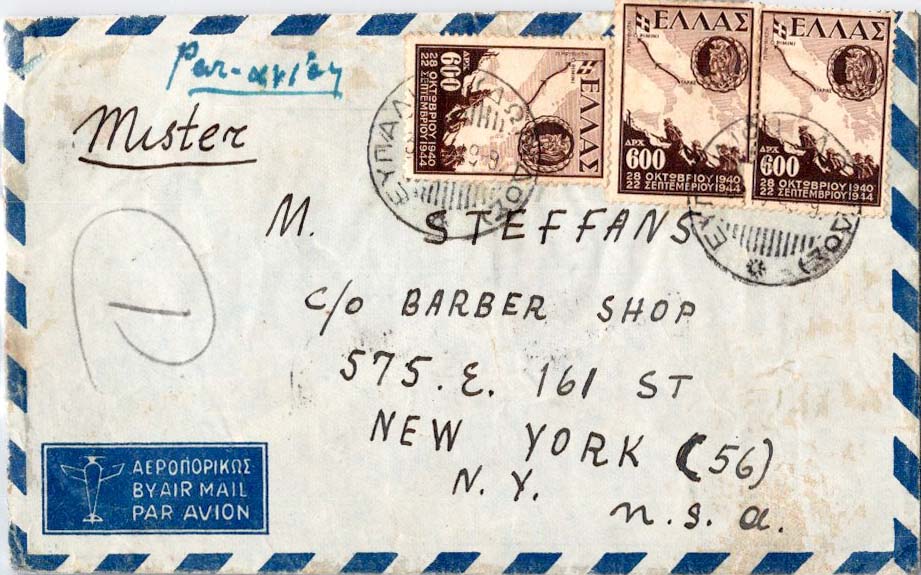 Par-avion
Mister
M. STEFFANS
c/o BARBER SHOP
575. E. 161 ST
NEW YORK (56)
N. Y.
U. S. A.
ΑΕΡΟΠΟΡΙΚΩΣ
BY AIR MAIL
PAR AVION
ΕΛΛΑΣ
ΔΡΧ
600
28 ΟΚΤΩΒΡΙΟΥ 1940
22 ΣΕΠΤΕΜΒΡΙΟΥ 1944
ΕΛΛΑΣ
RIMINI
ΔΡΧ
600
28 ΟΚΤΩΒΡΙΟΥ 1940
22 ΣΕΠΤΕΜΒΡΙΟΥ 1944
ΕΛΛΑΣ
RIMINI
ΔΡΧ
600
28 ΟΚΤΩΒΡΙΟΥ 1940
22 ΣΕΠΤΕΜΒΡΙΟΥ 1944